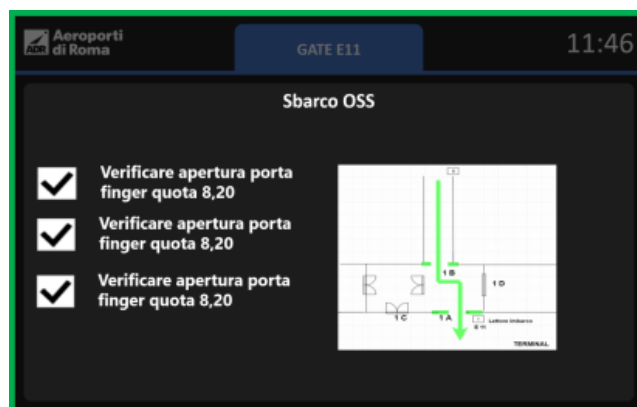 Aeroporti
di Roma
ADR
GATE E11
11:46
Sbarco OSS
Verificare apertura porta
finger quota 8,20
Verificare apertura porta
finger quota 8,20
Verificare apertura porta
finger quota 8,20
1 B
1 D
1 C
1 A
Lettore Imbarco
E 11
TERMINAL